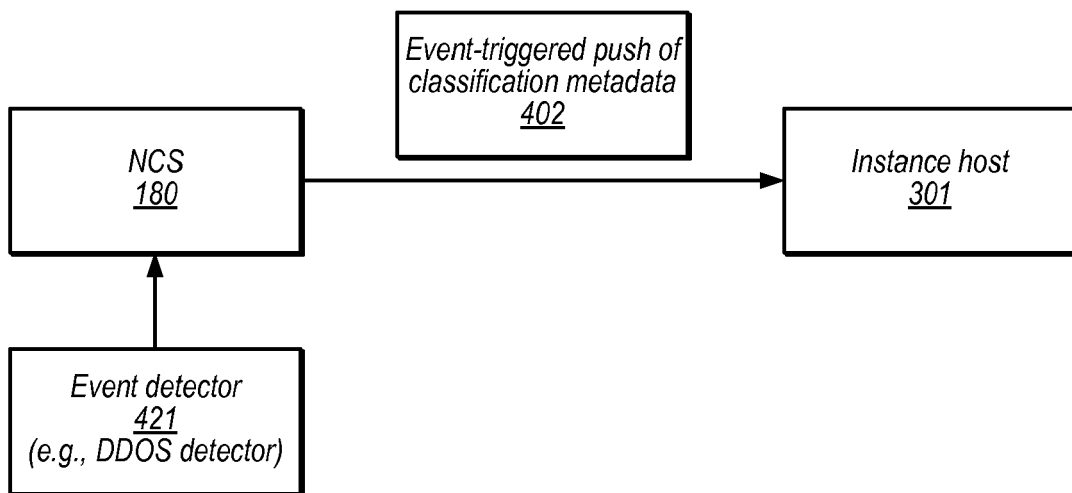 Event-triggered push of
classification metadata
402
NCS
180
Instance host
301
Event detector
421
(e.g., DDOS detector)